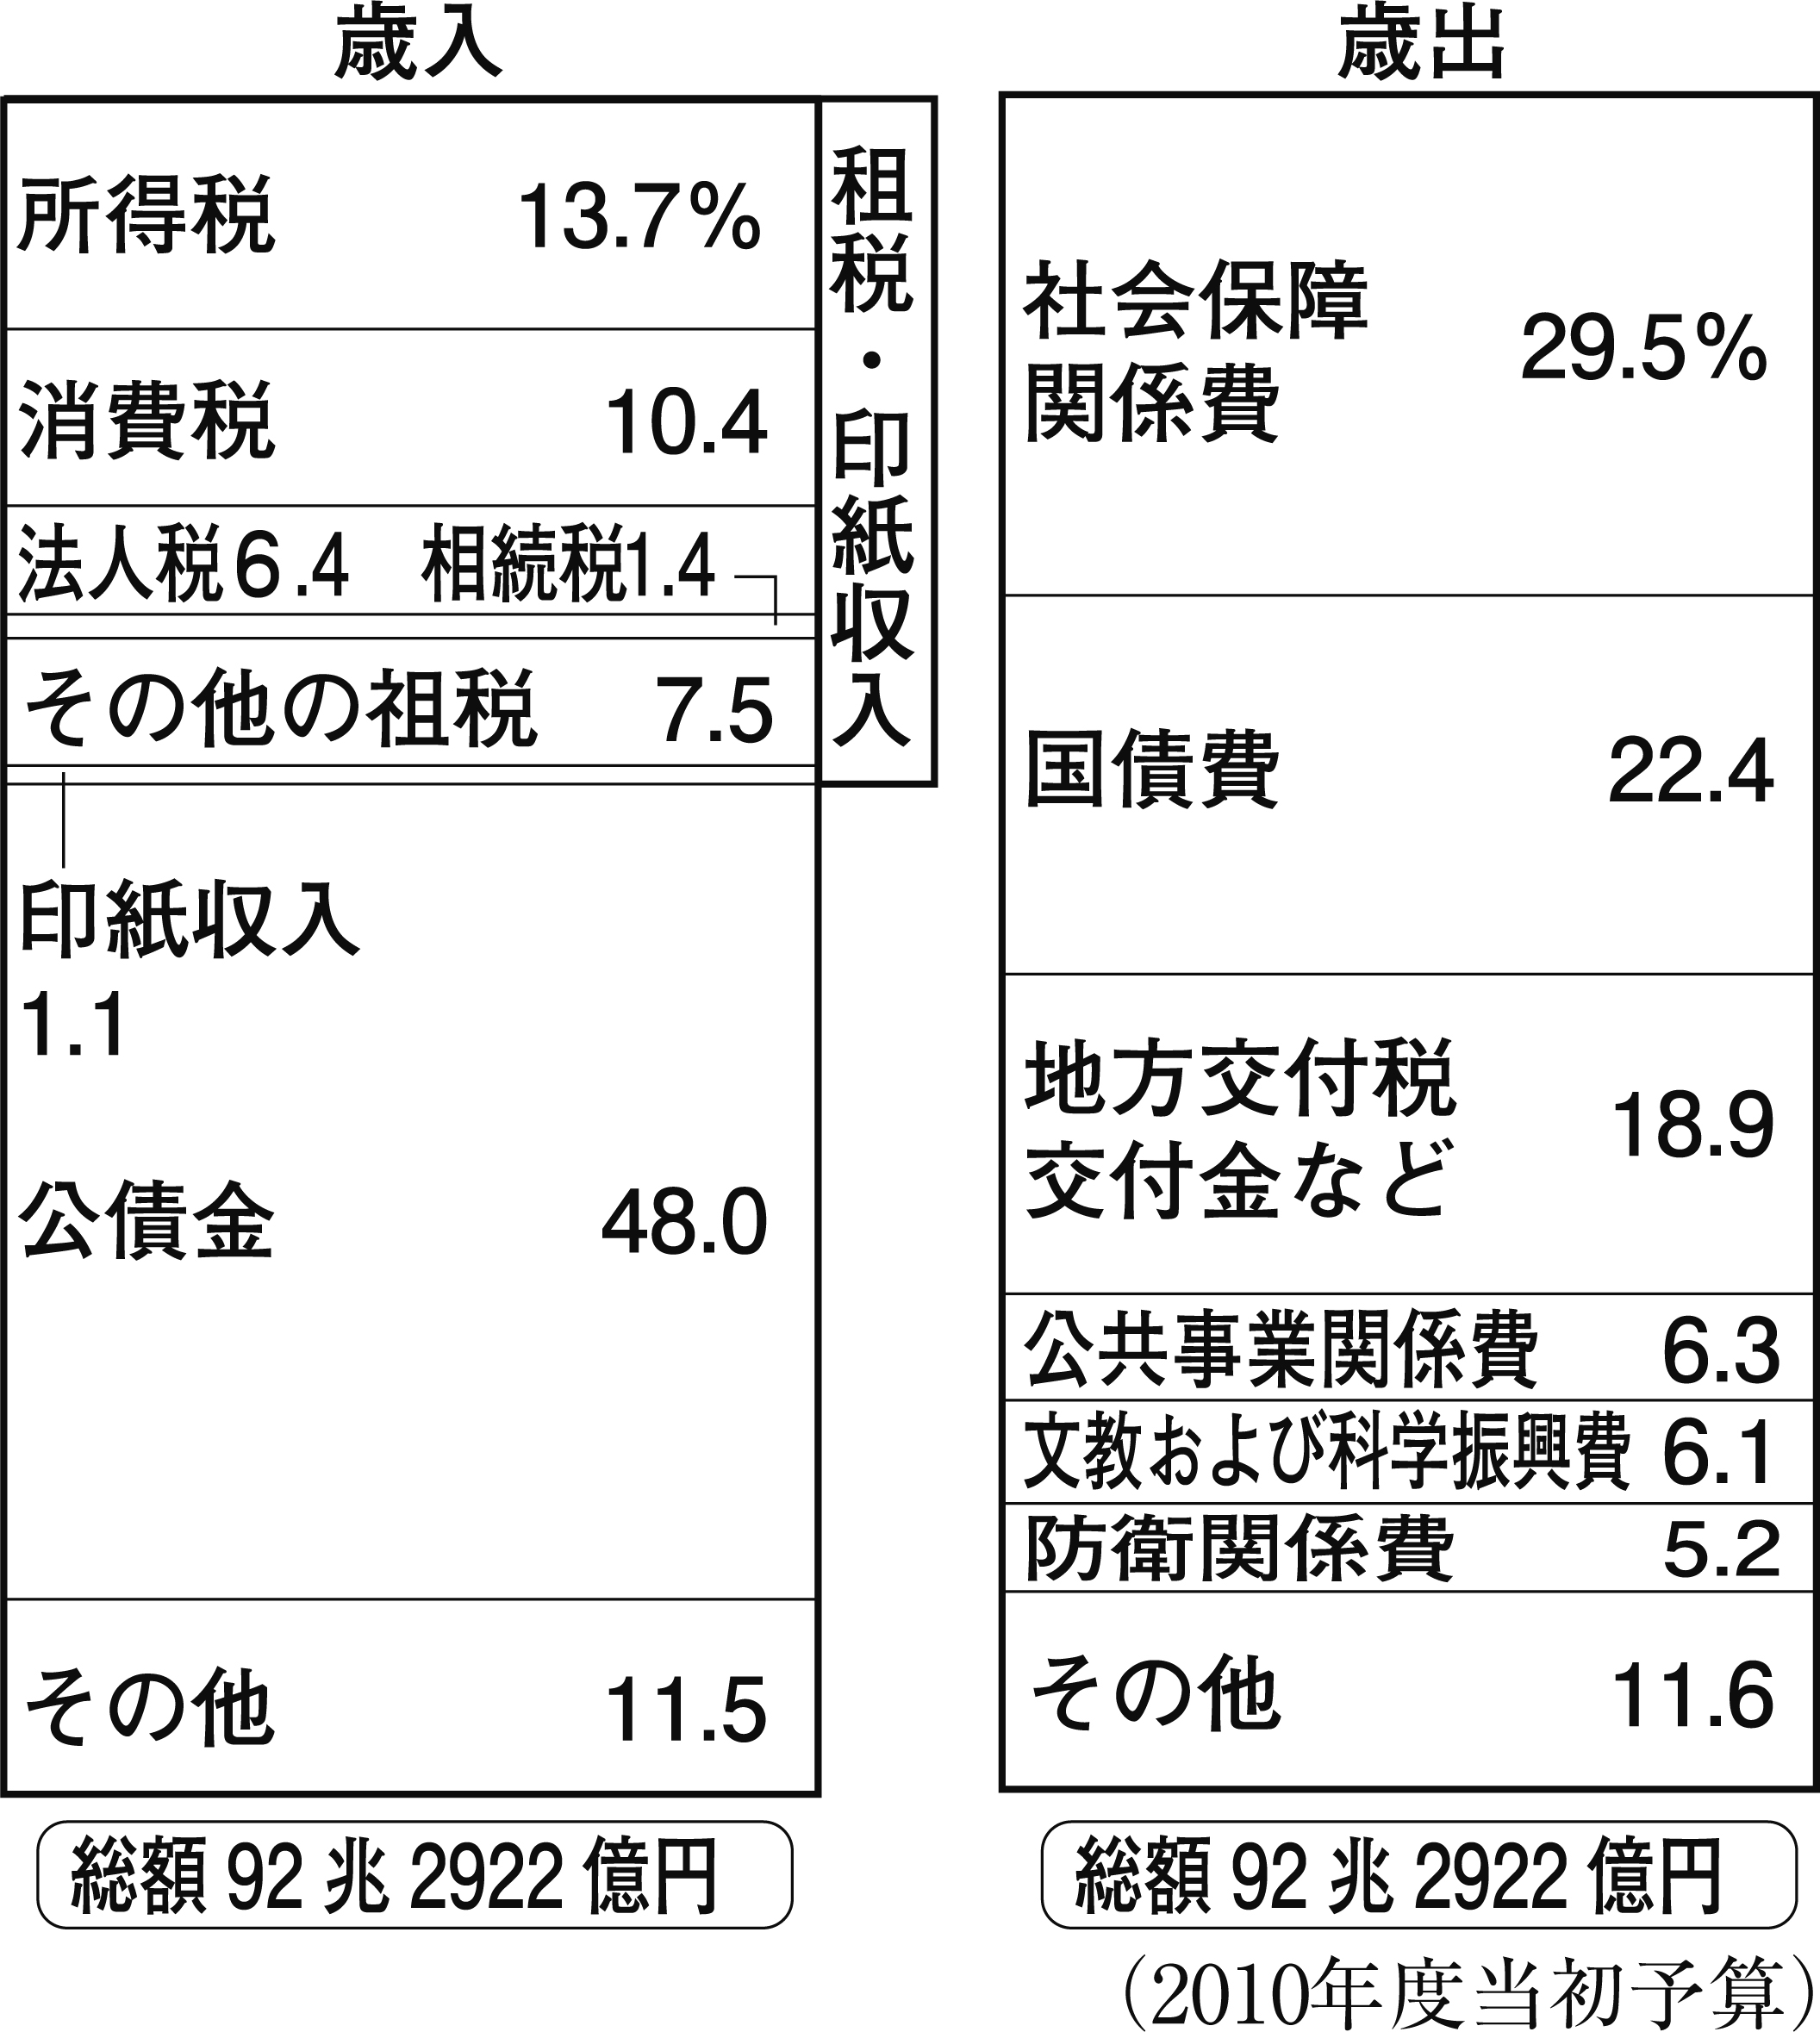 歳入
所得税 13.7%
消費税 10.4
法人税6.4 相続税1.4
その他の租税 7.5
租税・印紙収入
印紙収入
1.1
公債金 48.0
その他 11.5
総額 92 兆 2922 億円
歳出
社会保障
関係費 29.5%
国債費 22.4
地方交付税
交付金など 18.9
公共事業関係費 6.3
文教および科学振興費 6.1
防衛関係費 5.2
その他 11.6
総額 92 兆 2922 億円
(2010年度当初予算)